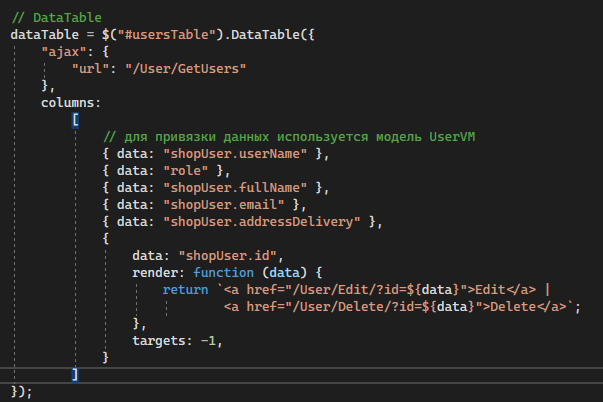 // DataTable
dataTable = $("#usersTable").DataTable({
"ajax": {
"url": "/User/GetUsers"
},
columns:
[
// для привязки данных используется модель UserVM
{ data: "shopUser.userName" },
{ data: "role" },
{ data: "shopUser.fullName" },
{ data: "shopUser.email" },
{ data: "shopUser.addressDelivery" },
{
data: "shopUser.id",
render: function (data) {
return `<a href="/User/Edit/?id=${data}">Edit</a> |
<a href="/User/Delete/?id=${data}">Delete</a>`;
},
targets: -1,
}
]
});